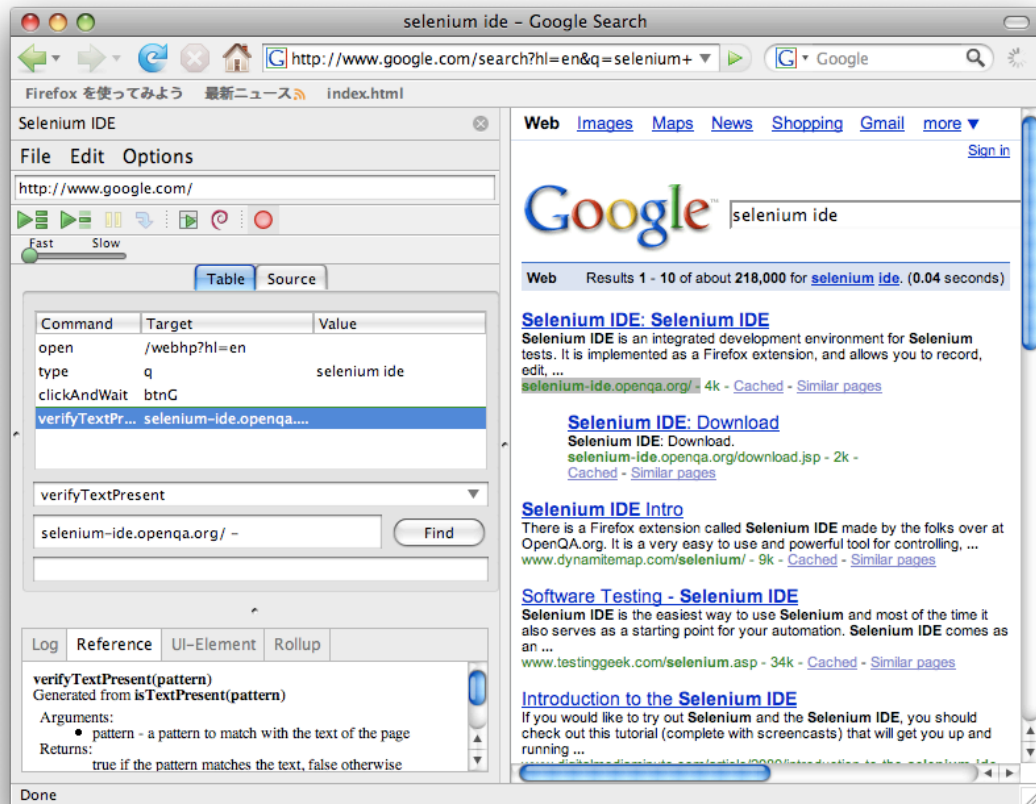 selenium ide - Google Search
http://www.google.com/search?hl=en&q=selenium+
Google
Firefox を使ってみよう 最新ニュース index.html
Selenium IDE
File Edit Options
http://www.google.com/
Fast Slow
Table Source
Command Target Value
open /webhp?hl=en
type q selenium ide
clickAndWait btnG
verifyTextPr... selenium-ide.openqa....
verifyTextPresent
selenium-ide.openqa.org/ - Find
Log Reference UI-Element Rollup
verifyTextPresent(pattern)
Generated from isTextPresent(pattern)
Arguments:
• pattern - a pattern to match with the text of the page
Returns:
true if the pattern matches the text, false otherwise
Web Images Maps News Shopping Gmail more ▼
Sign in
Google™ selenium ide
Web Results 1 - 10 of about 218,000 for selenium ide. (0.04 seconds)
Selenium IDE: Selenium IDE
Selenium IDE is an integrated development environment for Selenium
tests. It is implemented as a Firefox extension, and allows you to record,
edit, ...
selenium-ide.openqa.org/ - 4k - Cached - Similar pages
Selenium IDE: Download
Selenium IDE: Download.
selenium-ide.openqa.org/download.jsp - 2k -
Cached - Similar pages
Selenium IDE Intro
There is a Firefox extension called Selenium IDE made by the folks over at
OpenQA.org. It is a very easy to use and powerful tool for controlling, ...
www.dynamitemap.com/selenium/ - 9k - Cached - Similar pages
Software Testing - Selenium IDE
Selenium IDE is the easiest way to use Selenium and most of the time it
also serves as a starting point for your automation. Selenium IDE comes as
an ...
www.testinggeek.com/selenium.asp - 34k - Cached - Similar pages
Introduction to the Selenium IDE
If you would like to try out Selenium and the Selenium IDE, you should
check out this tutorial (complete with screencasts) that will get you up and
running ...
Done